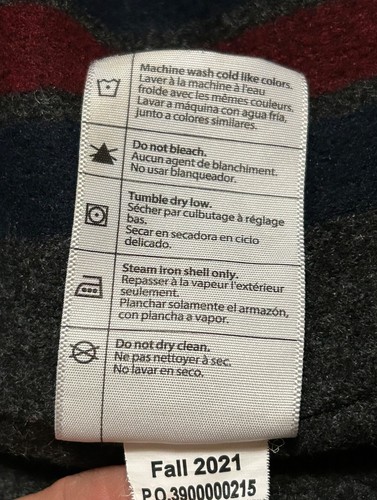 Machine wash cold like colors.
Laver à la machine à l'eau
froide avec les mêmes couleurs.
Lavar a máquina con agua fría,
junto a colores similares.
Do not bleach.
Aucun agent de blanchiment.
No usar blanqueador.
Tumble dry low.
Sécher par culbutage à réglage
bas.
Secar en secadora en ciclo
delicado.
Steam iron shell only.
Repasser à la vapeur l'extérieur
seulement.
Planchar solamente el armazón,
con plancha a vapor.
Do not dry clean.
Ne pas nettoyer à sec.
No lavar en seco.
Fall 2021
P.O.3900000215